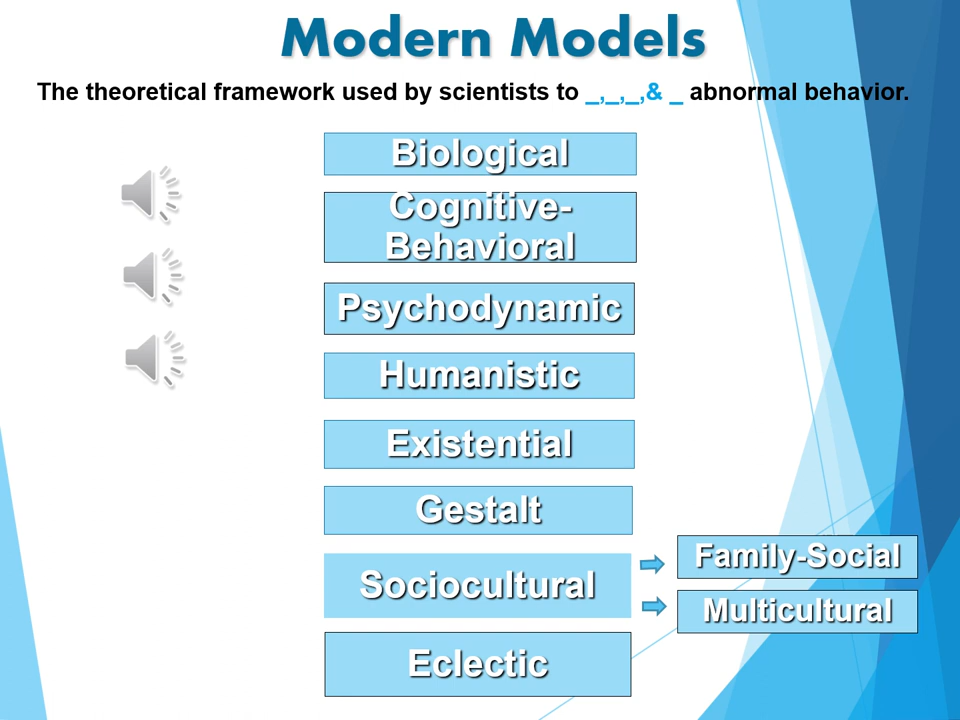 Modern Models
The theoretical framework used by scientists to _,_,_,& _ abnormal behavior.
Biological
Cognitive-
Behavioral
Psychodynamic
Humanistic
Existential
Gestalt
Sociocultural
Family-Social
Multicultural
Eclectic